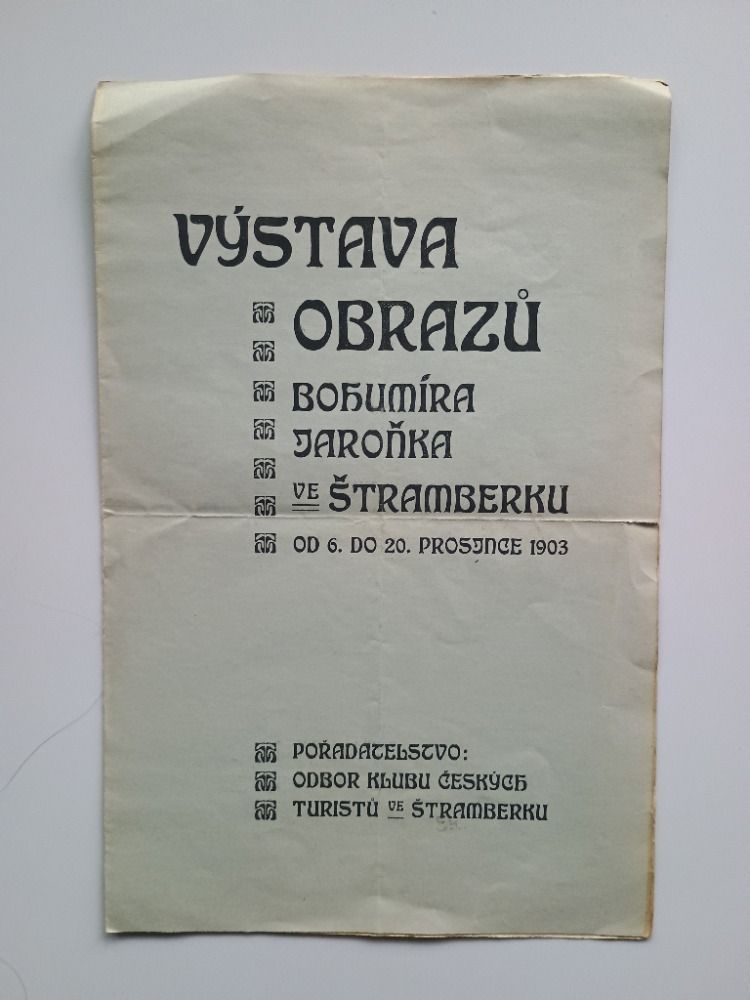 VÝSTAVA
OBRAZŮ
BOHUMÍRA
JAROŇKA
VE ŠTRAMBERKU
OD 6. DO 20. PROSINCE 1903
POŘADATELSTVO:
ODBOR KLUBU ČESKÝCH
TURISTŮ VE ŠTRAMBERKU